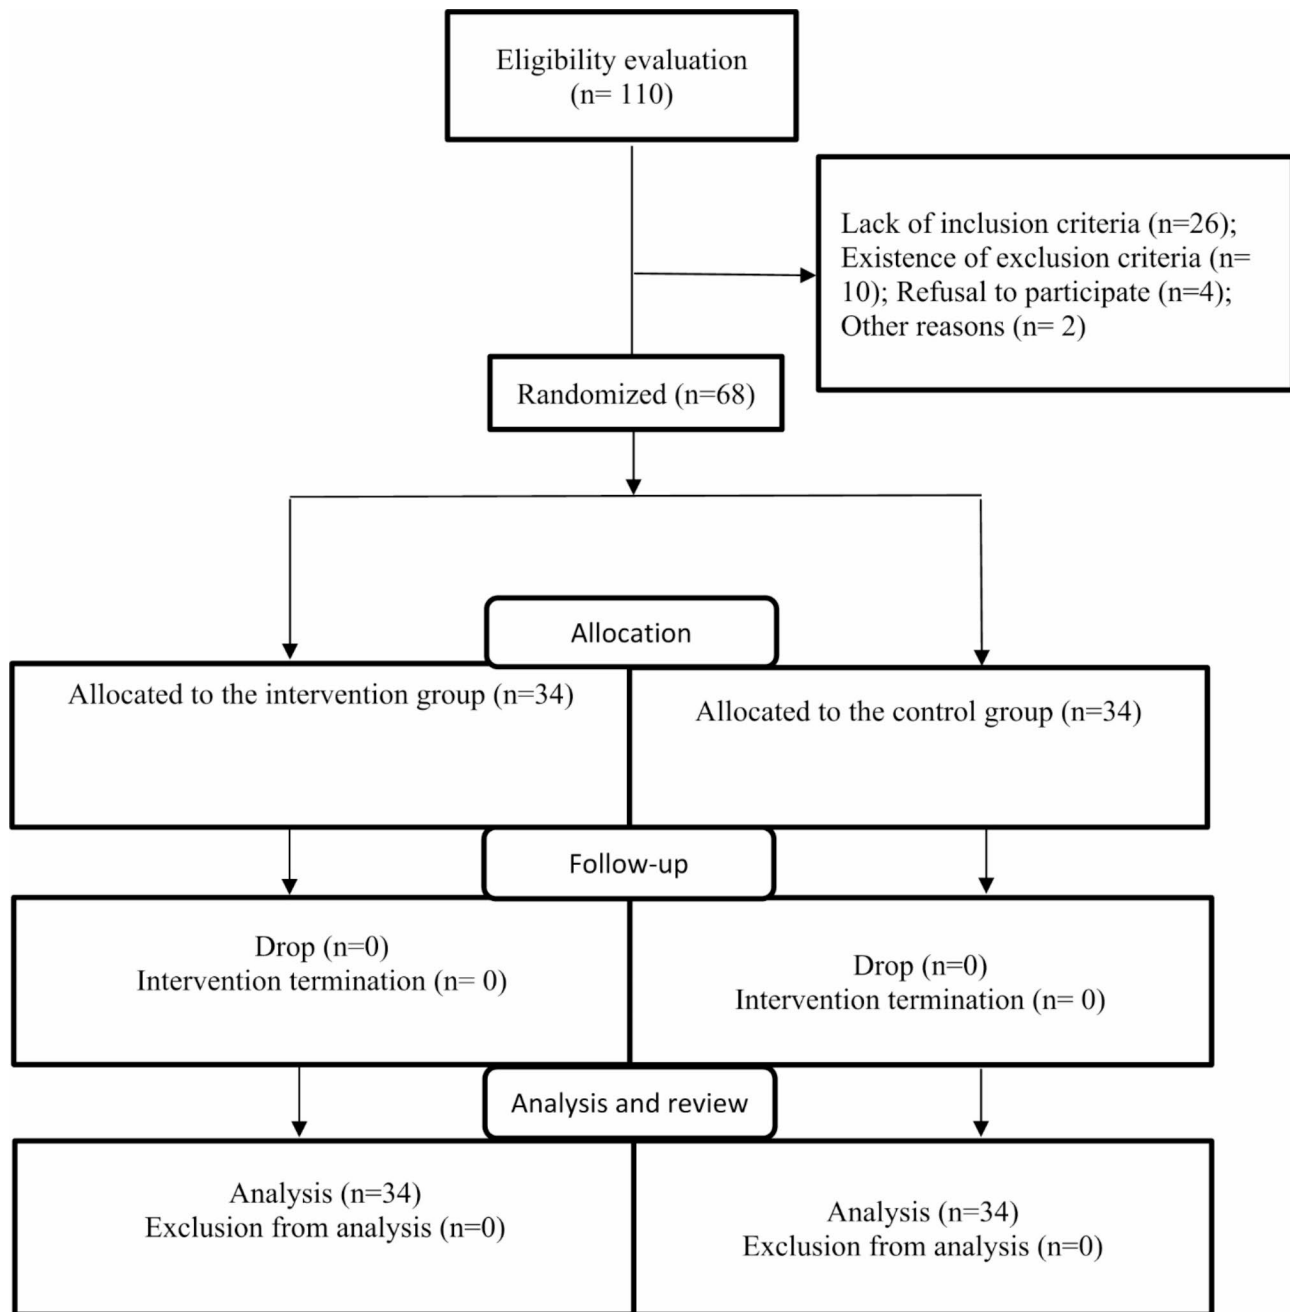 Eligibility evaluation
(n= 110)
Lack of inclusion criteria (n=26);
Existence of exclusion criteria (n=
10); Refusal to participate (n=4);
Other reasons (n= 2)
Randomized (n=68)
Allocation
Allocated to the intervention group (n=34)
Allocated to the control group (n=34)
Follow-up
Drop (n=0)
Intervention termination (n= 0)
Drop (n=0)
Intervention termination (n= 0)
Analysis and review
Analysis (n=34)
Exclusion from analysis (n=0)
Analysis (n=34)
Exclusion from analysis (n=0)